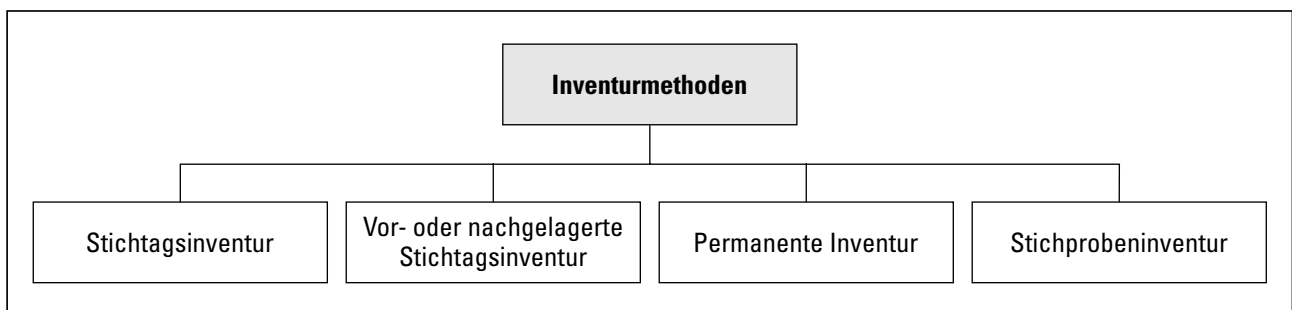 Inventurmethoden
Stichtagsinventur
Vor- oder nachgelagerte
Stichtagsinventur
Permanente Inventur
Stichprobeninventur